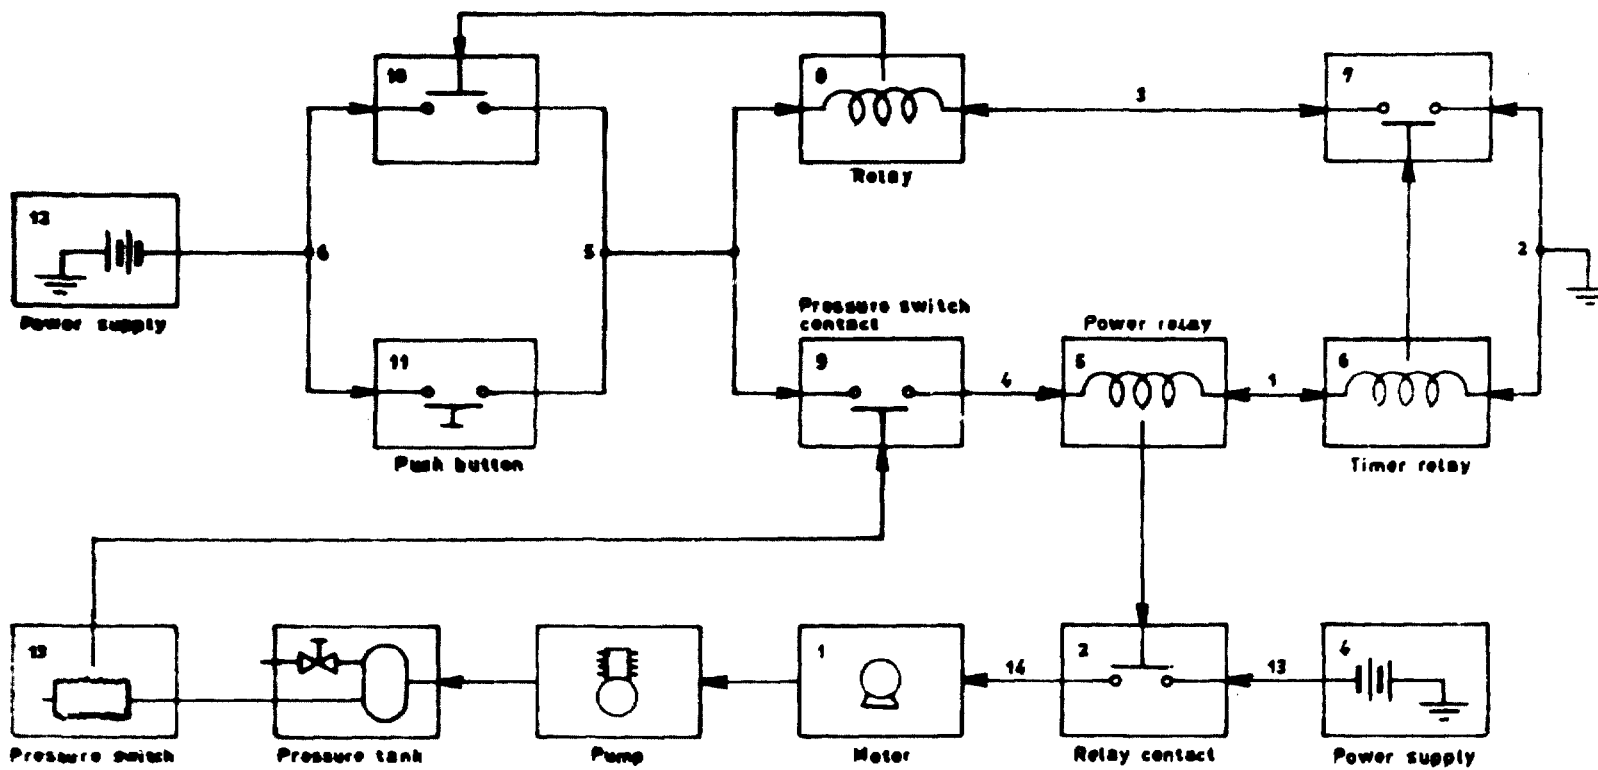 10
8
7
3
Relay
12
6
5
2
Power supply
Pressure switch
contact
Power relay
11
9
4
5
1
6
Push button
Timer relay
13
1
14
2
13
4
Pressure switch
Pressure tank
Pump
Motor
Relay contact
Power supply